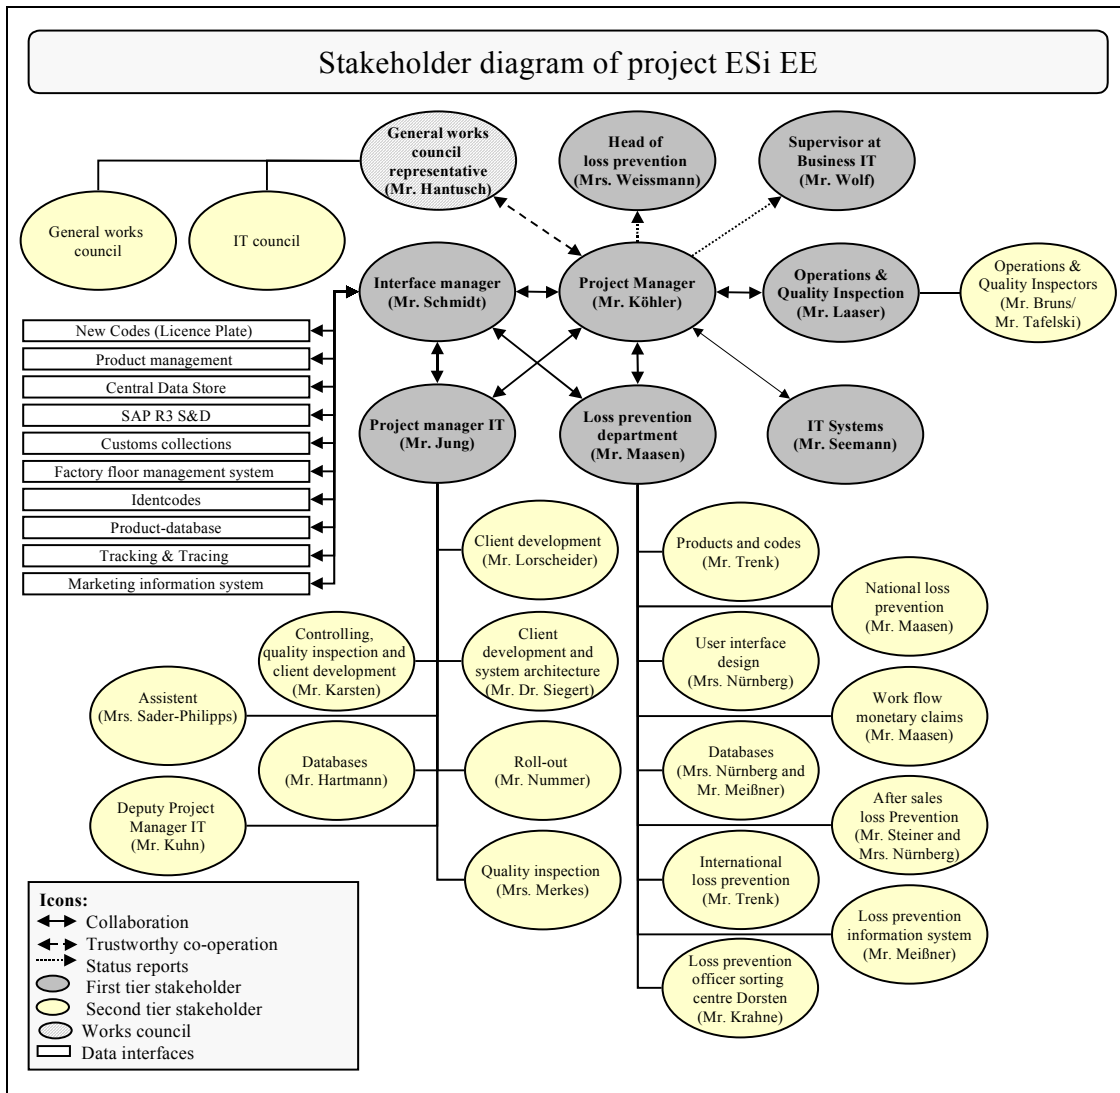 Stakeholder diagram of project ESi EE
General works
council
representative
(Mr. Hantusch)
Head of
loss prevention
(Mrs. Weissmann)
Supervisor at
Business IT
(Mr. Wolf)
General works
council
IT council
Interface manager
(Mr. Schmidt)
Project Manager
(Mr. Köhler)
Operations &
Quality Inspection
(Mr. Laaser)
Operations &
Quality Inspectors
(Mr. Bruns/
Mr. Tafelski)
New Codes (Licence Plate)
Product management
Central Data Store
SAP R3 S&D
Customs collections
Factory floor management system
Identcodes
Product-database
Tracking & Tracing
Marketing information system
Project manager IT
(Mr. Jung)
Loss prevention
department
(Mr. Maasen)
IT Systems
(Mr. Seemann)
Client development
(Mr. Lorscheider)
Controlling,
quality inspection and
client development
(Mr. Karsten)
Client
development and
system architecture
(Mr. Dr. Siegert)
Assistent
(Mrs. Sader-Philipps)
Databases
(Mr. Hartmann)
Roll-out
(Mr. Nummer)
Deputy Project
Manager IT
(Mr. Kuhn)
Quality inspection
(Mrs. Merkes)
Products and codes
(Mr. Trenk)
National loss
prevention
(Mr. Maasen)
User interface
design
(Mrs. Nürnberg)
Work flow
monetary claims
(Mr. Maasen)
Databases
(Mrs. Nürnberg and
Mr. Meißner)
After sales
loss Prevention
(Mr. Steiner and
Mrs. Nürnberg)
International
loss prevention
(Mr. Trenk)
Loss prevention
information system
(Mr. Meißner)
Loss prevention
officer sorting
centre Dorsten
(Mr. Krahne)
Icons:
Collaboration
Trustworthy co-operation
Status reports
First tier stakeholder
Second tier stakeholder
Works council
Data interfaces